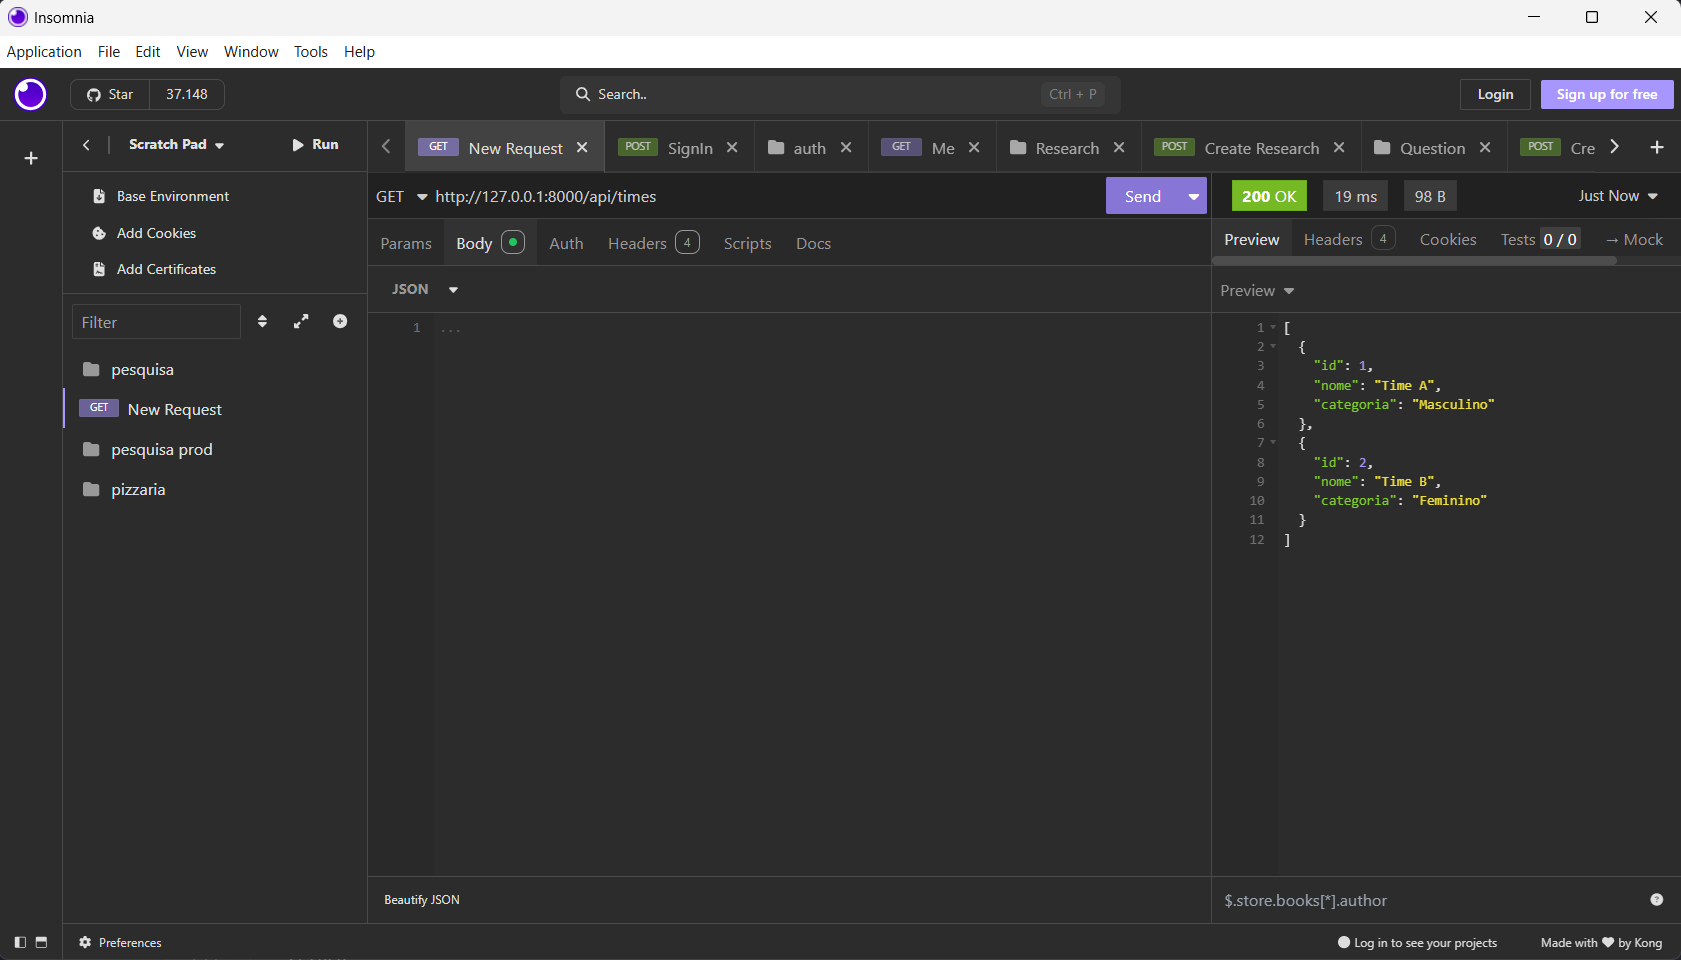 Insomnia
Application File Edit View Window Tools Help
Star 37.148 Search.. Ctrl + P Login Sign up for free
Scratch Pad Run
GET New Request POST SignIn auth GET Me Research POST Create Research Question POST Cre
Base Environment
Add Cookies
Add Certificates
Filter
pesquisa
GET New Request
pesquisa prod
pizzaria
GET http://127.0.0.1:8000/api/times Send
Params Body Auth Headers 4 Scripts Docs
JSON
1 ...
Beautify JSON
200 OK 19 ms 98 B Just Now
Preview Headers 4 Cookies Tests 0 / 0 → Mock
Preview
1 [
2 {
3 "id": 1,
4 "nome": "Time A",
5 "categoria": "Masculino"
6 },
7 {
8 "id": 2,
9 "nome": "Time B",
10 "categoria": "Feminino"
11 }
12 ]
$.store.books[*].author ?
Preferences Log in to see your projects Made with ♥ by Kong